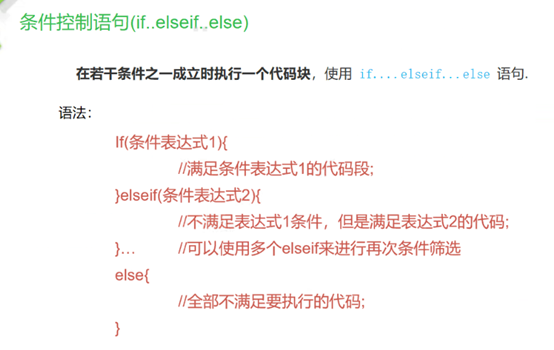 条件控制语句(if..elseif..else)
在若干条件之一成立时执行一个代码块，使用 if....elseif...else 语句.
语法：
If(条件表达式1){
//满足条件表达式1的代码段;
}elseif(条件表达式2){
//不满足表达式1条件，但是满足表达式2的代码;
}... //可以使用多个elseif来进行再次条件筛选
else{
//全部不满足要执行的代码;
}